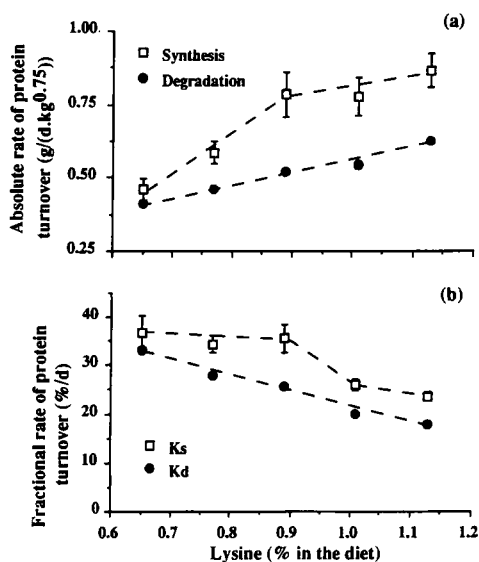 (a)
1.00
0.75
0.50
0.25
Absolute rate of protein
turnover (g/(d.kg0.75))
Synthesis
Degradation
(b)
40
30
20
10
0
Fractional rate of protein
turnover (%/d)
Ks
Kd
0.6 0.7 0.8 0.9 1.0 1.1 1.2
Lysine (% in the diet)